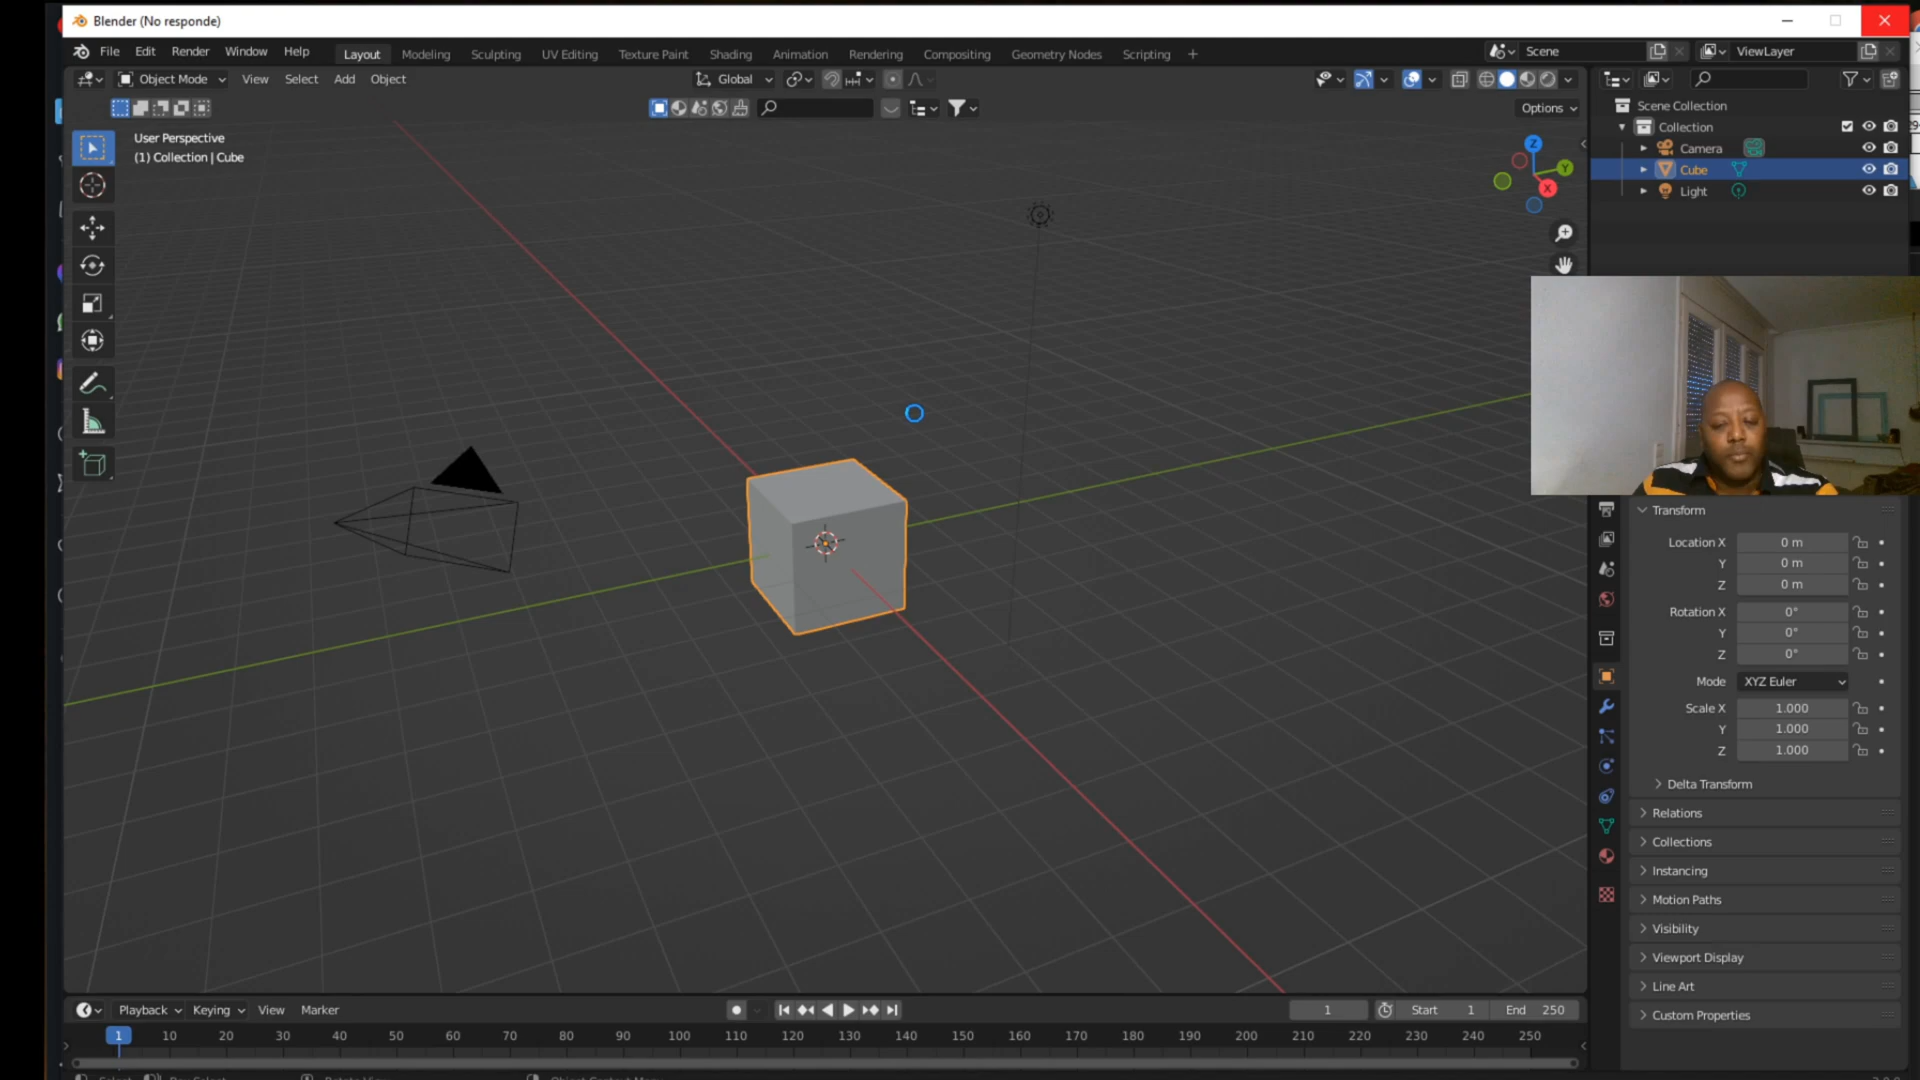 Blender (No responde)
File Edit Render Window Help Layout Modeling Sculpting UV Editing Texture Paint Shading Animation Rendering Compositing Geometry Nodes Scripting + Scene ViewLayer
Object Mode View Select Add Object Global
Options
User Perspective
(1) Collection | Cube
Z
Y
X
Scene Collection
Collection
Camera
Cube
Light
Transform
Location X 0 m
Y 0 m
Z 0 m
Rotation X 0°
Y 0°
Z 0°
Mode XYZ Euler
Scale X 1.000
Y 1.000
Z 1.000
Delta Transform
Relations
Collections
Instancing
Motion Paths
Visibility
Viewport Display
Line Art
Custom Properties
Playback Keying View Marker 1 Start 1 End 250
1 10 20 30 40 50 60 70 80 90 100 110 120 130 140 150 160 170 180 190 200 210 220 230 240 250